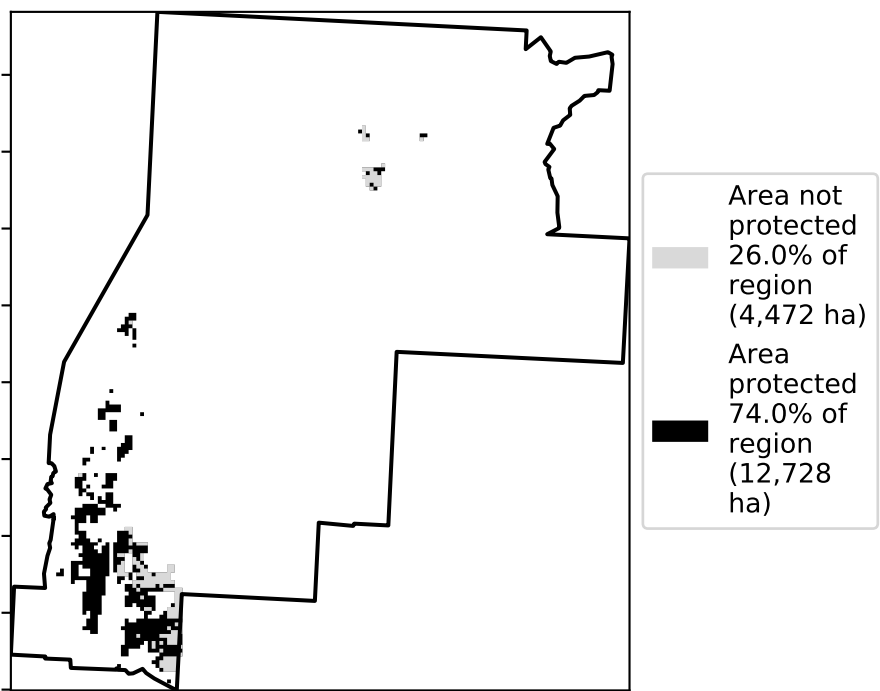 Area not
protected
26.0% of
region
(4,472 ha)
Area
protected
74.0% of
region
(12,728
ha)